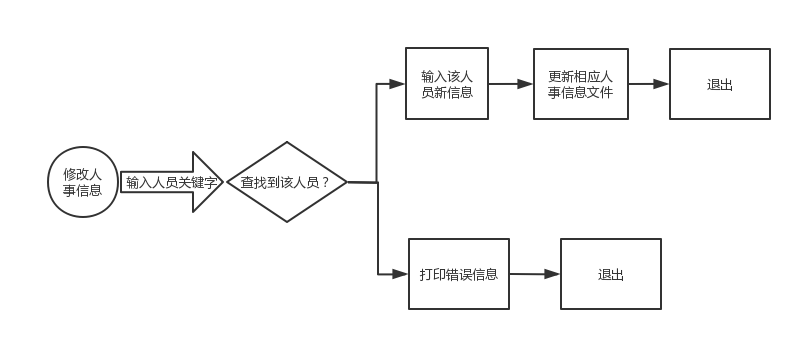 修改人
事信息
输入人员关键字
查找到该人员？
输入该人
员新信息
更新相应人
事信息文件
退出
打印错误信息
退出